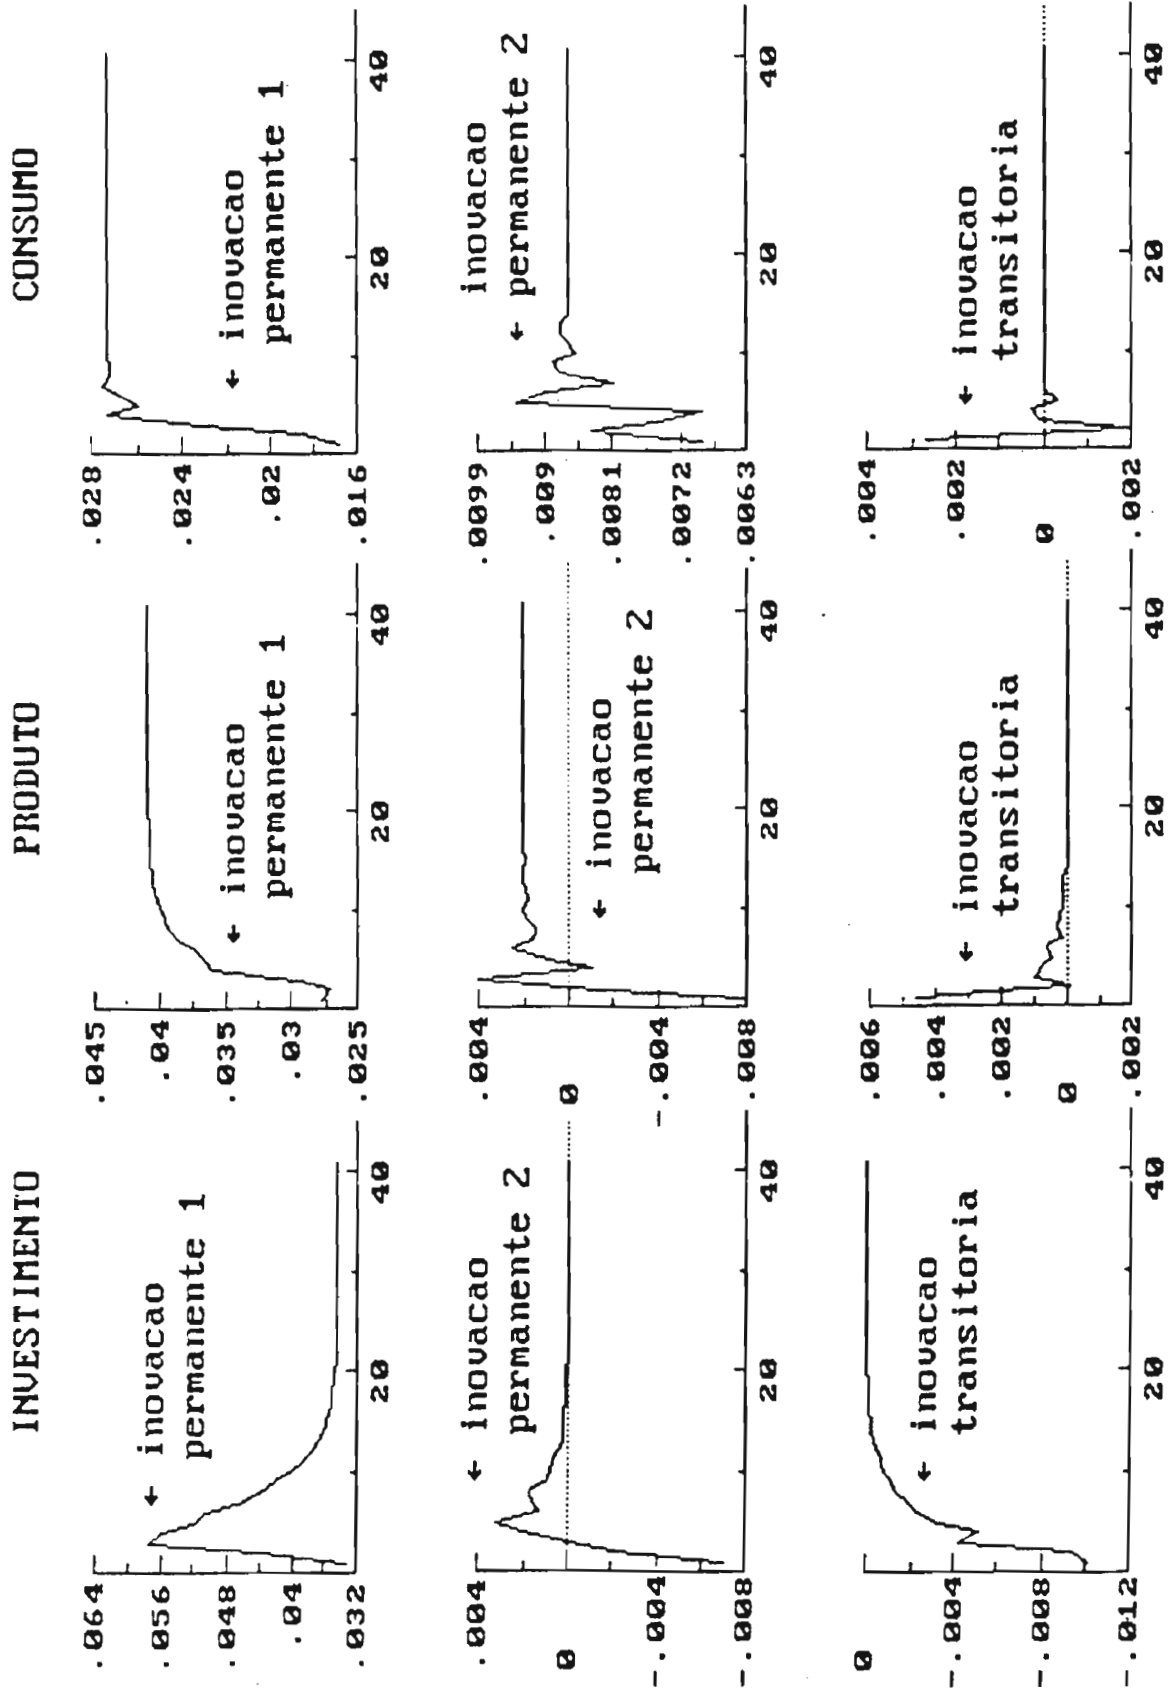 INVESTIMENTO
PRODUTO
CONSUMO
.064
.056
.048
.04
.032
← inovacao
permanente 1
20
40
.045
.04
.035
.03
.025
← inovacao
permanente 1
20
40
.028
.024
.02
.016
← inovacao
permanente 1
20
40
.004
0
-.004
-.008
← inovacao
permanente 2
20
40
.004
0
-.004
.008
← inovacao
permanente 2
20
40
.0099
.009
.0081
.0072
.0063
inovacao
← permanente 2
20
40
0
-.004
-.008
-.012
← inovacao
transitoria
20
40
.006
.004
.002
0
.002
← inovacao
transitoria
20
40
.004
.002
0
.002
← inovacao
transitoria
20
40